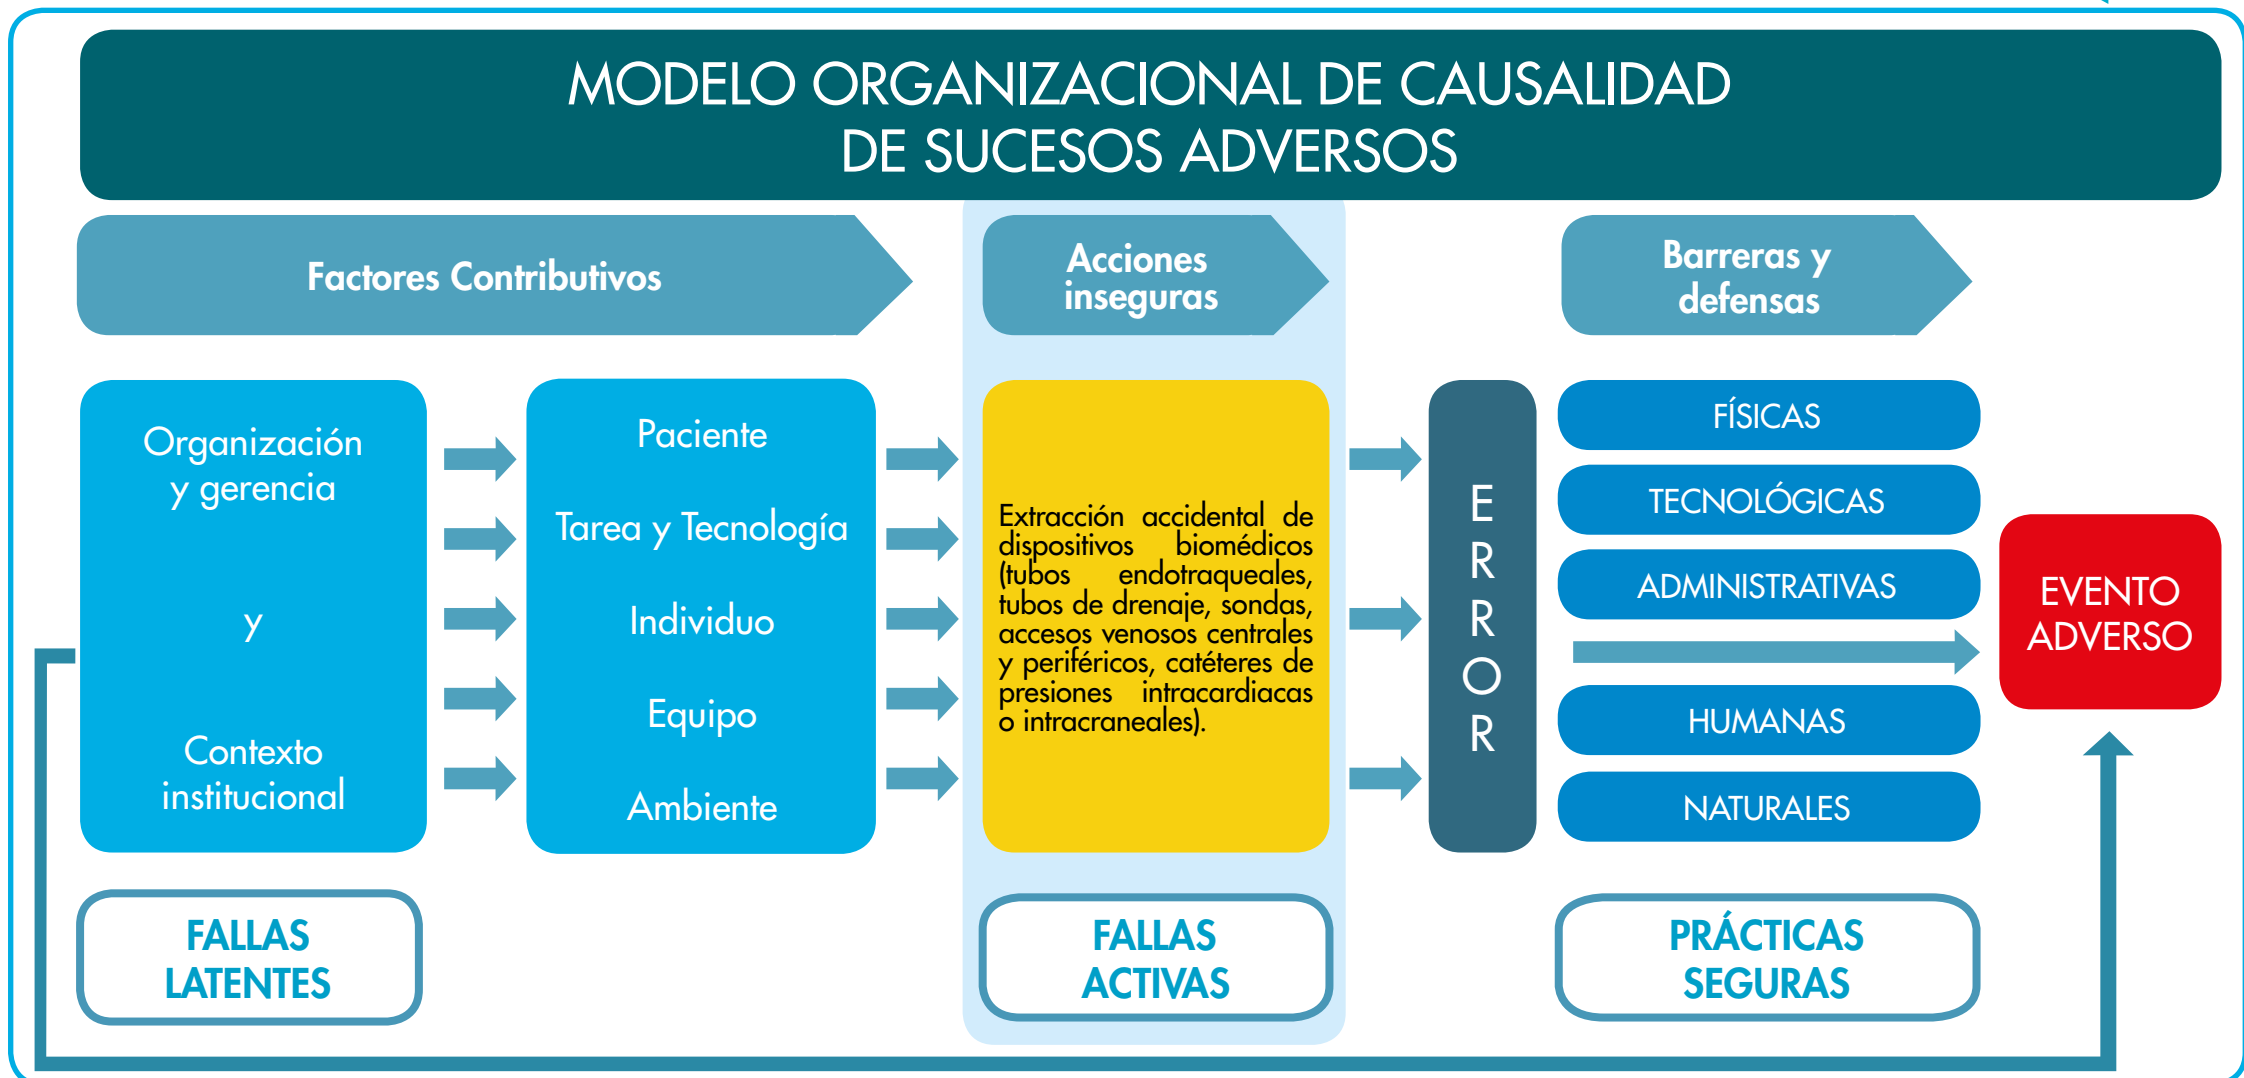 MODELO ORGANIZACIONAL DE CAUSALIDAD
DE SUCESOS ADVERSOS
Factores Contributivos
Acciones
inseguras
Barreras y
defensas
Organización
y gerencia
y
Contexto
institucional
Paciente
Tarea y Tecnología
Individuo
Equipo
Ambiente
Extracción accidental de
dispositivos biomédicos
(tubos endotraqueales,
tubos de drenaje, sondas,
accesos venosos centrales
y periféricos, catéteres de
presiones intracardiacas
o intracraneales).
E
R
R
O
R
FÍSICAS
TECNOLÓGICAS
ADMINISTRATIVAS
HUMANAS
NATURALES
EVENTO
ADVERSO
FALLAS
LATENTES
FALLAS
ACTIVAS
PRÁCTICAS
SEGURAS